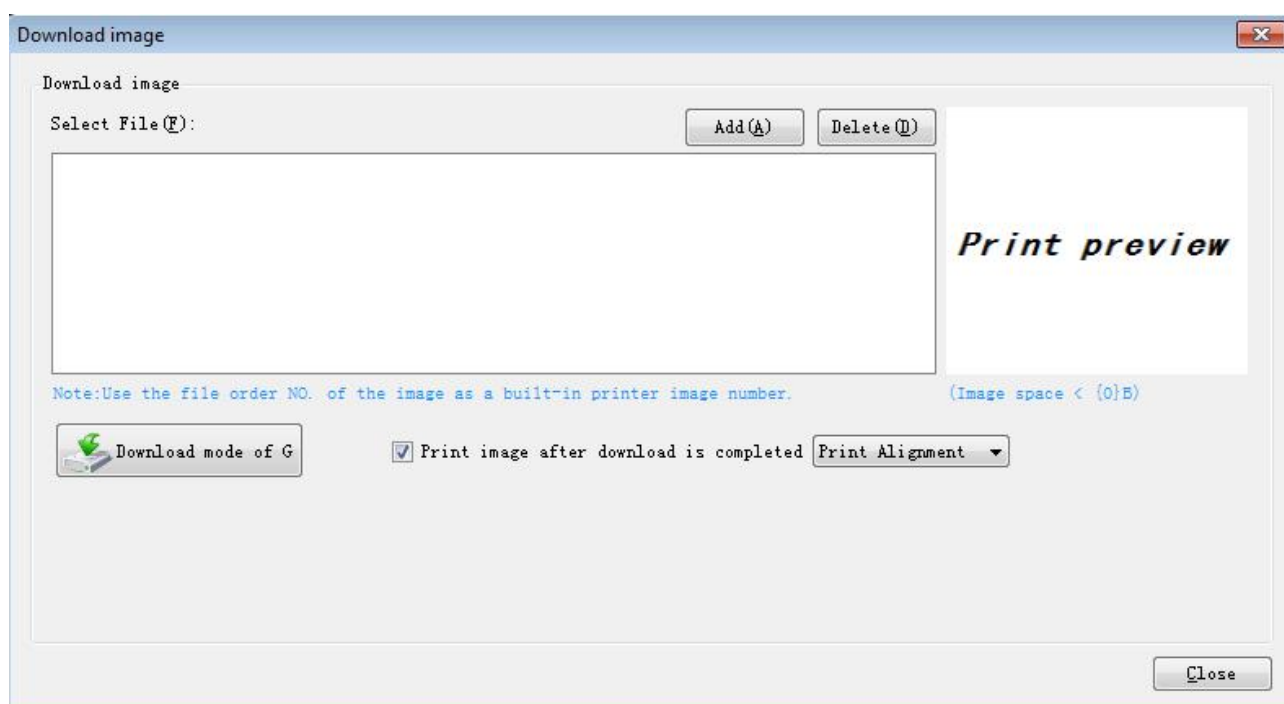 Download image
Download image
Select File(F):
Add(A)
Delete(D)
Print preview
Note:Use the file order NO. of the image as a built-in printer image number.
(Image space < {0}B)
Download mode of G
Print image after download is completed
Print Alignment
Close